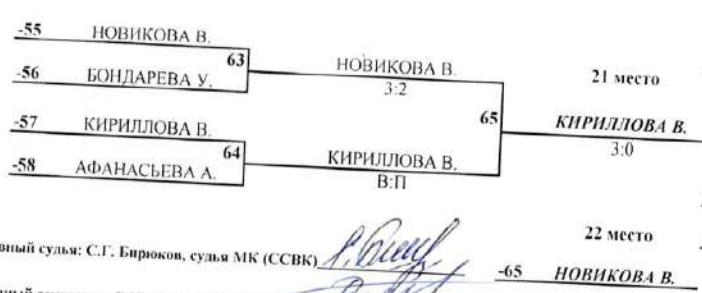 -55 НОВИКОВА В.
63
-56 БОНДАРЕВА У.
НОВИКОВА В.
3:2
-57 КИРИЛЛОВА В.
64
-58 АФАНАСЬЕВА А.
КИРИЛЛОВА В.
В:П
65
21 место
КИРИЛЛОВА В.
3:0
22 место
-65 НОВИКОВА В.
судья: С.Г. Бирюков, судья МК (ССВК)